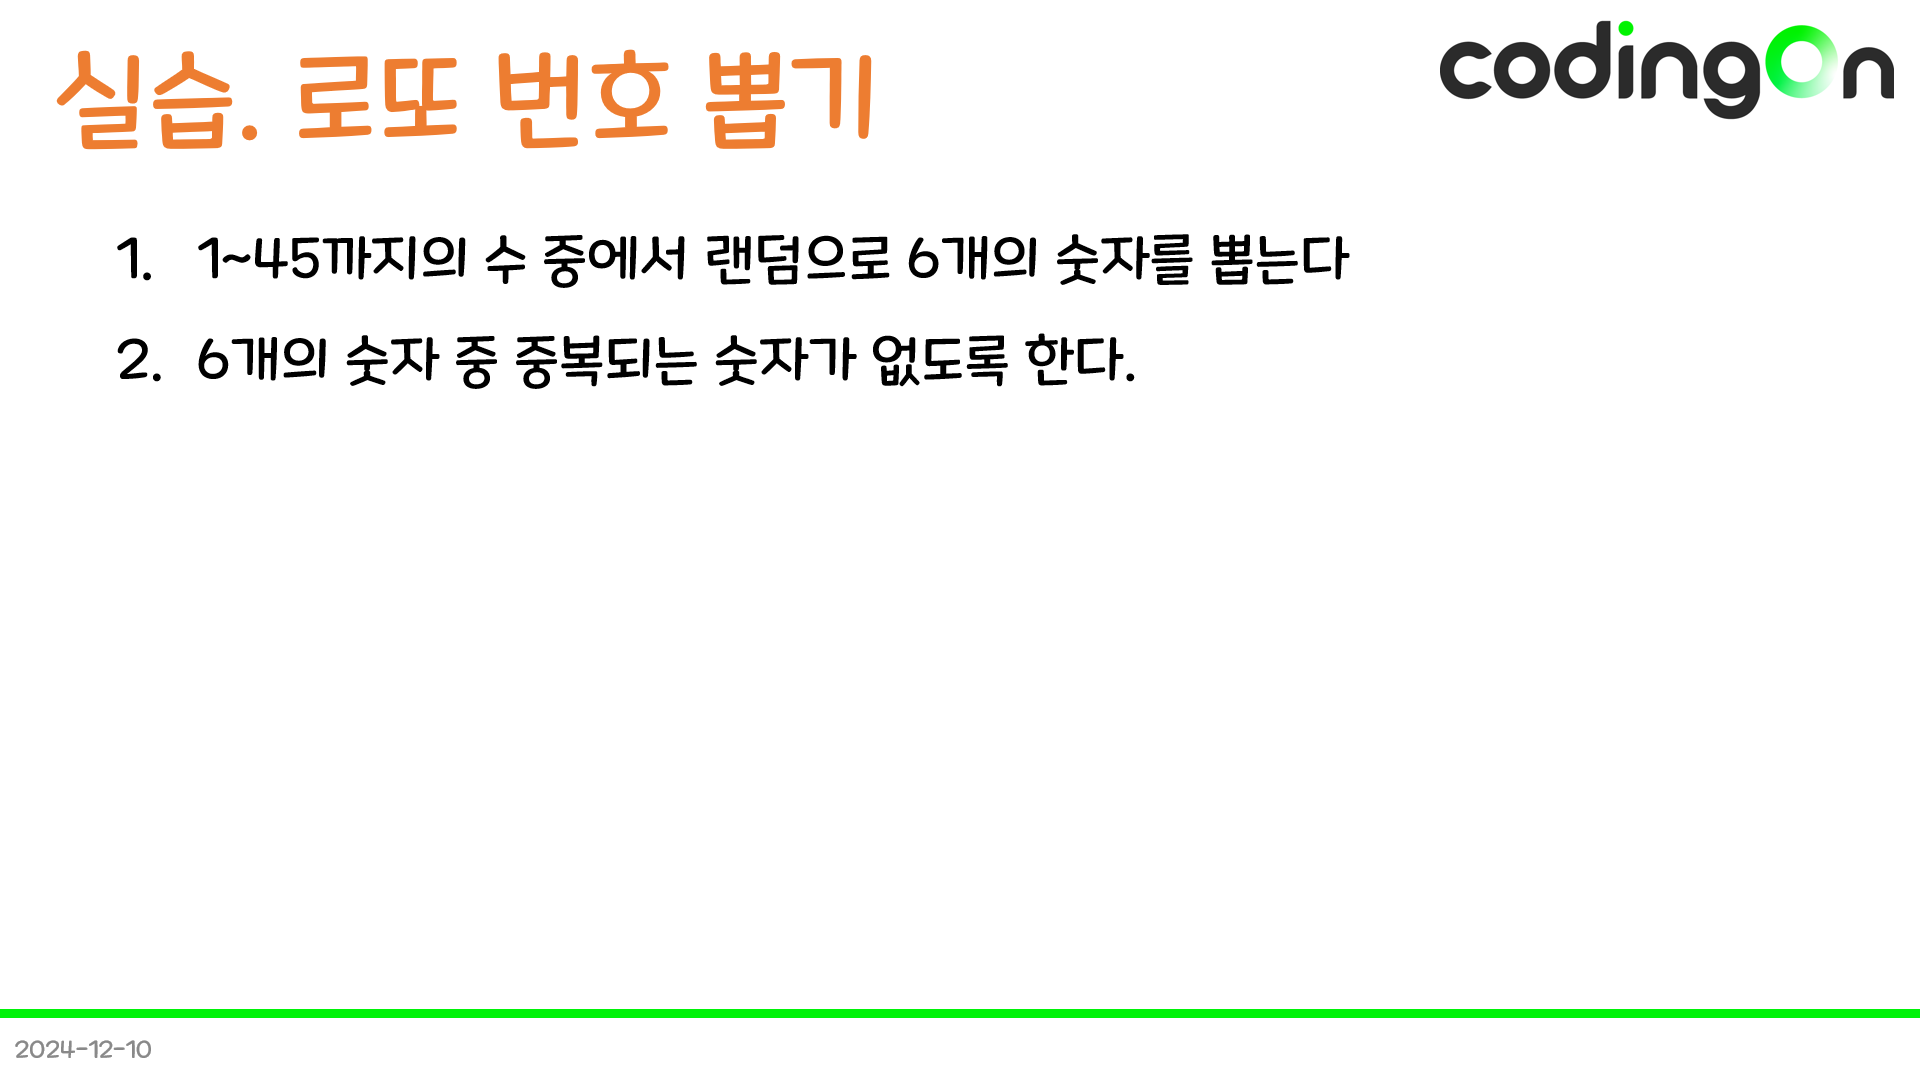 실습. 로또 번호 뽑기
codingOn
1. 1~45까지의 수 중에서 랜덤으로 6개의 숫자를 뽑는다
2. 6개의 숫자 중 중복되는 숫자가 없도록 한다.
2024-12-10